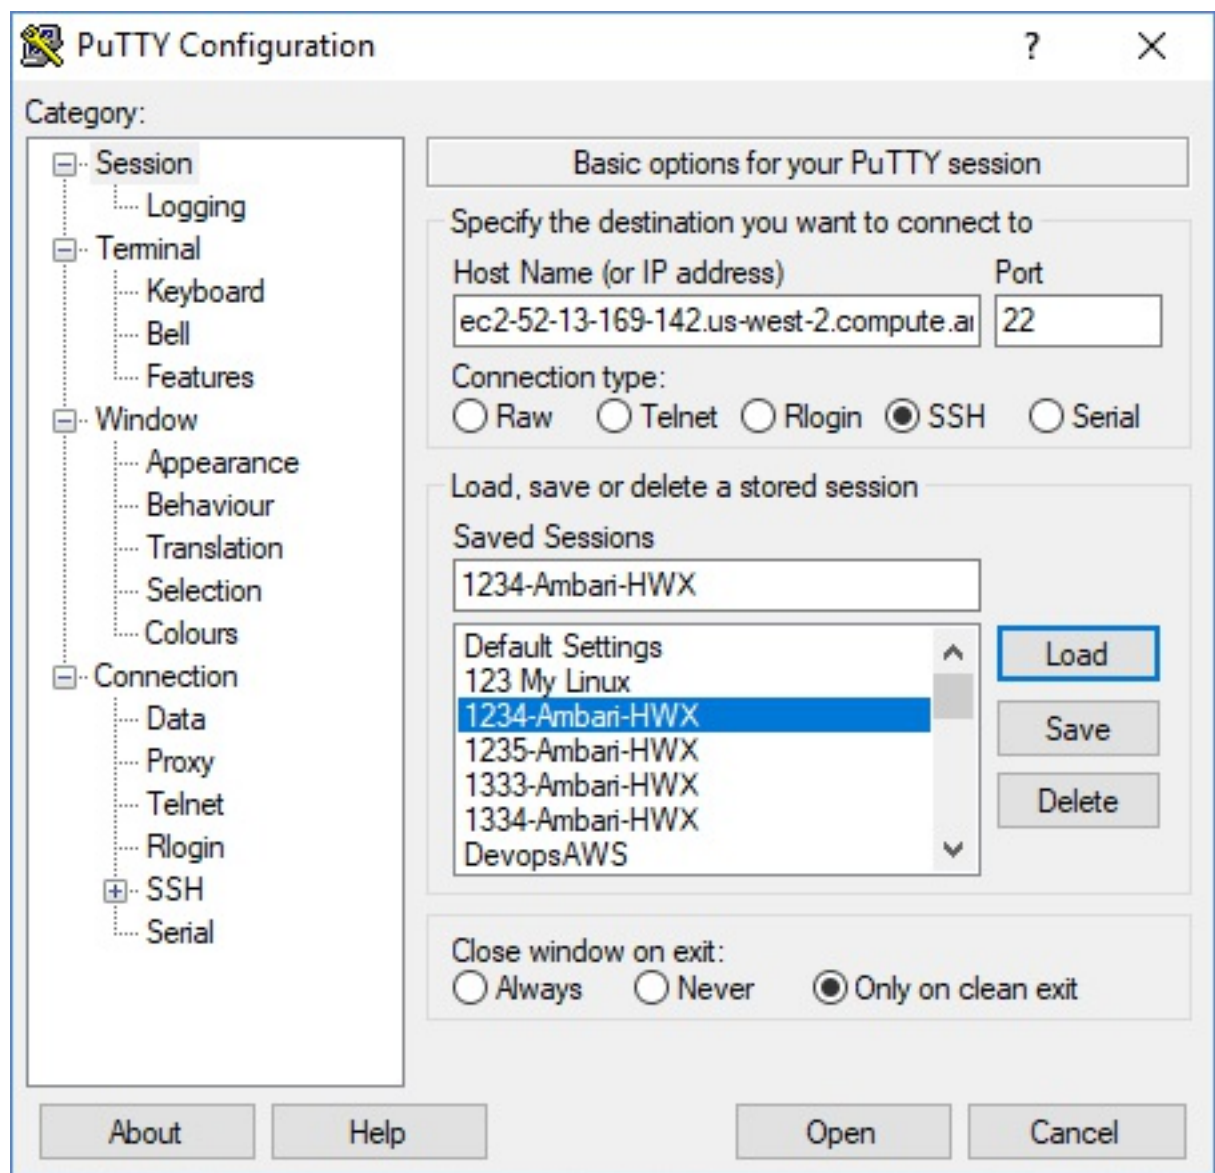 PuTTY Configuration
?
Category:
Session
Logging
Terminal
Keyboard
Bell
Features
Window
Appearance
Behaviour
Translation
Selection
Colours
Connection
Data
Proxy
Telnet
Rlogin
SSH
Serial
Basic options for your PuTTY session
Specify the destination you want to connect to
Host Name (or IP address) Port
ec2-52-13-169-142.us-west-2.compute. 22
Connection type:
Raw Telnet Rlogin SSH Serial
Load, save or delete a stored session
Saved Sessions
1234-Ambari-HWX
Default Settings
123 My Linux
1234-Ambari-HWX
1235-Ambari-HWX
1333-Ambari-HWX
1334-Ambari-HWX
DevopsAWS
Load
Save
Delete
Close window on exit:
Always Never Only on clean exit
About Help Open Cancel